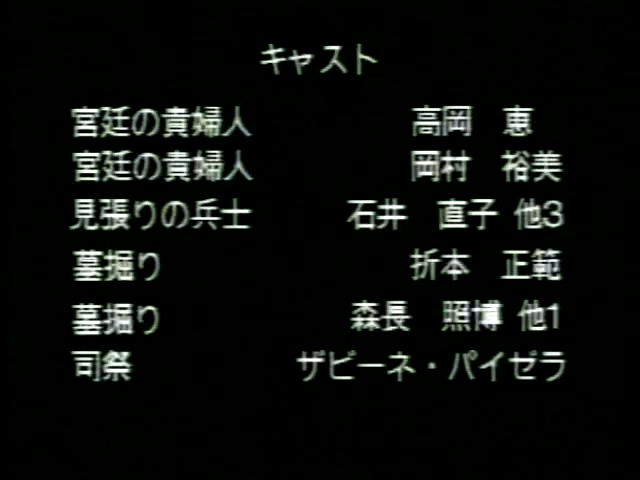 キャスト
宮廷の貴婦人 高岡 恵
宮廷の貴婦人 岡村 裕美
見張りの兵士 石井 直子 他3
墓掘り 折本 正範
墓掘り 森長 照博 他1
司祭 ザビーネ・パイゼラ